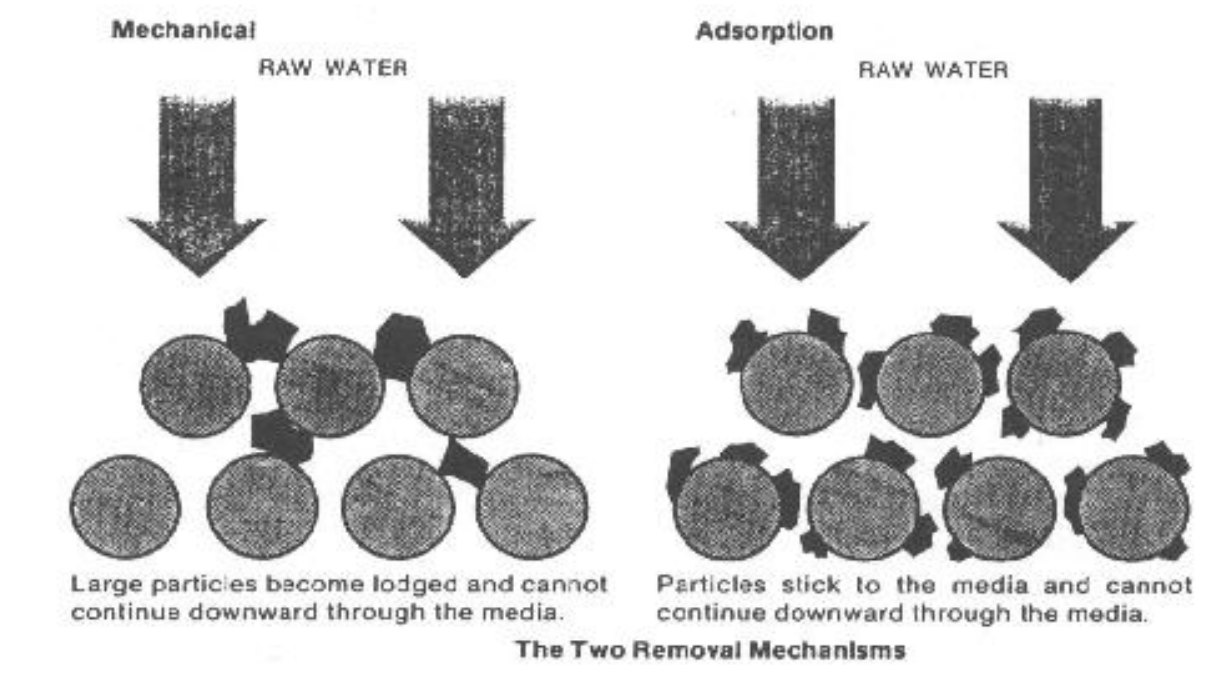 Mechanical
RAW WATER
Large particles become lodged and cannot
continue downward through the media.
Adsorption
RAW WATER
Particles stick to the media and cannot
continue downward through the media.
The Two Removal Mechanisms